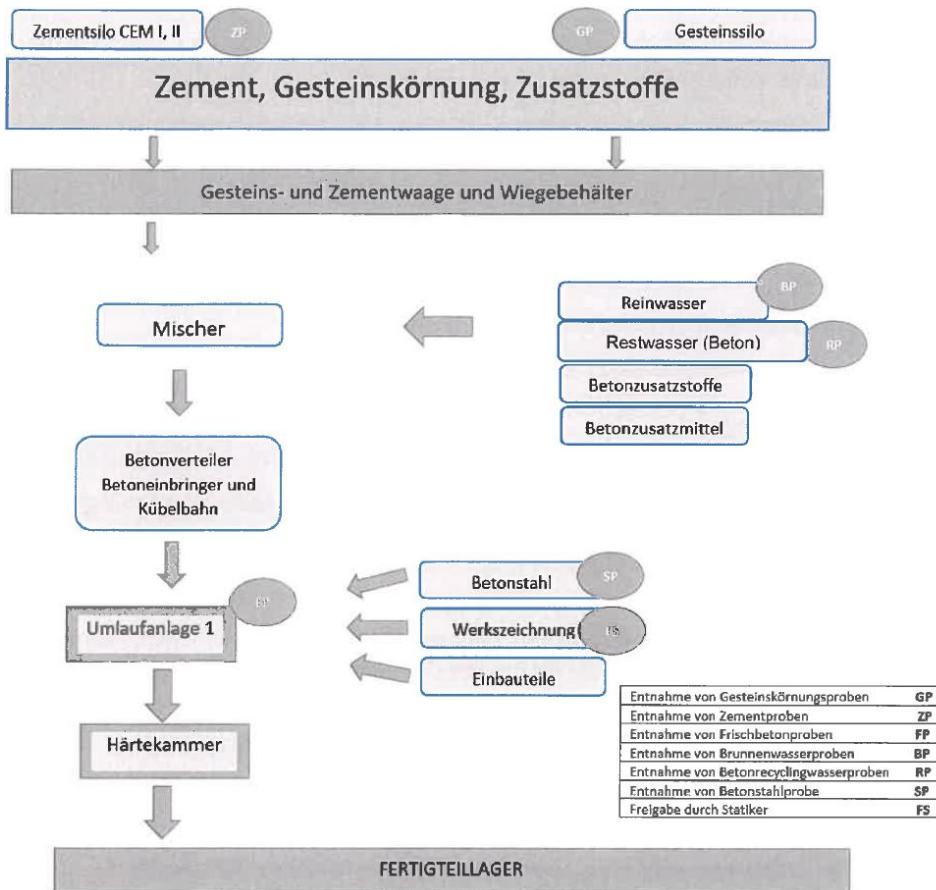 Zementsilo CEM I, II
ZP
GP
Gesteinssilo
Zement, Gesteinskörnung, Zusatzstoffe
Gesteins- und Zementwaage und Wiegebehälter
Mischer
Reinwasser
BP
Restwasser (Beton)
RP
Betonzusatzstoffe
Betonzusatzmittel
Betonverteiler
Betoneinbringer und
Kübelbahn
Umlaufanlage 1
Betonstahl
SP
Werkszeichnung
Einbauteile
Härtekammer
Entnahme von Gesteinskörnungsproben GP
Entnahme von Zementproben ZP
Entnahme von Frischbetonproben FP
Entnahme von Brunnenwasserproben BP
Entnahme von Betonrecyclingwasserproben RP
Entnahme von Betonstahlprobe SP
Freigabe durch Statiker FS
FERTIGTEILLAGER